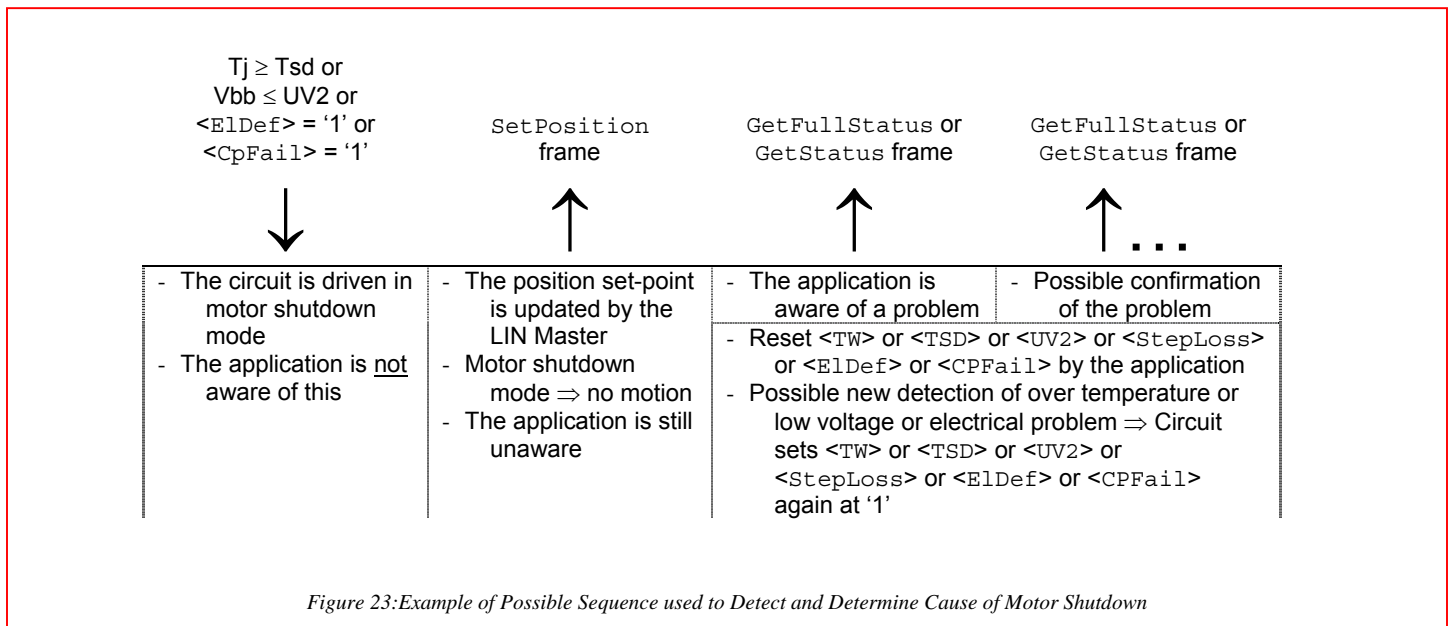 Tj ≥ Tsd or
Vbb ≤ UV2 or
<ElDef> = ‘1’ or
<CpFail> = ‘1’
SetPosition
frame
GetFullStatus or
GetStatus frame
GetFullStatus or
GetStatus frame
...
- The circuit is driven in
motor shutdown
mode
- The application is not
aware of this
- The position set-point
is updated by the
LIN Master
- Motor shutdown
mode ⇒ no motion
- The application is still
unaware
- The application is
aware of a problem
- Possible confirmation
of the problem
- Reset <TW> or <TSD> or <UV2> or <StepLoss>
or <ElDef> or <CPFail> by the application
- Possible new detection of over temperature or
low voltage or electrical problem ⇒ Circuit
sets <TW> or <TSD> or <UV2> or
<StepLoss> or <ElDef> or <CPFail>
again at ‘1’
Figure 23:Example of Possible Sequence used to Detect and Determine Cause of Motor Shutdown